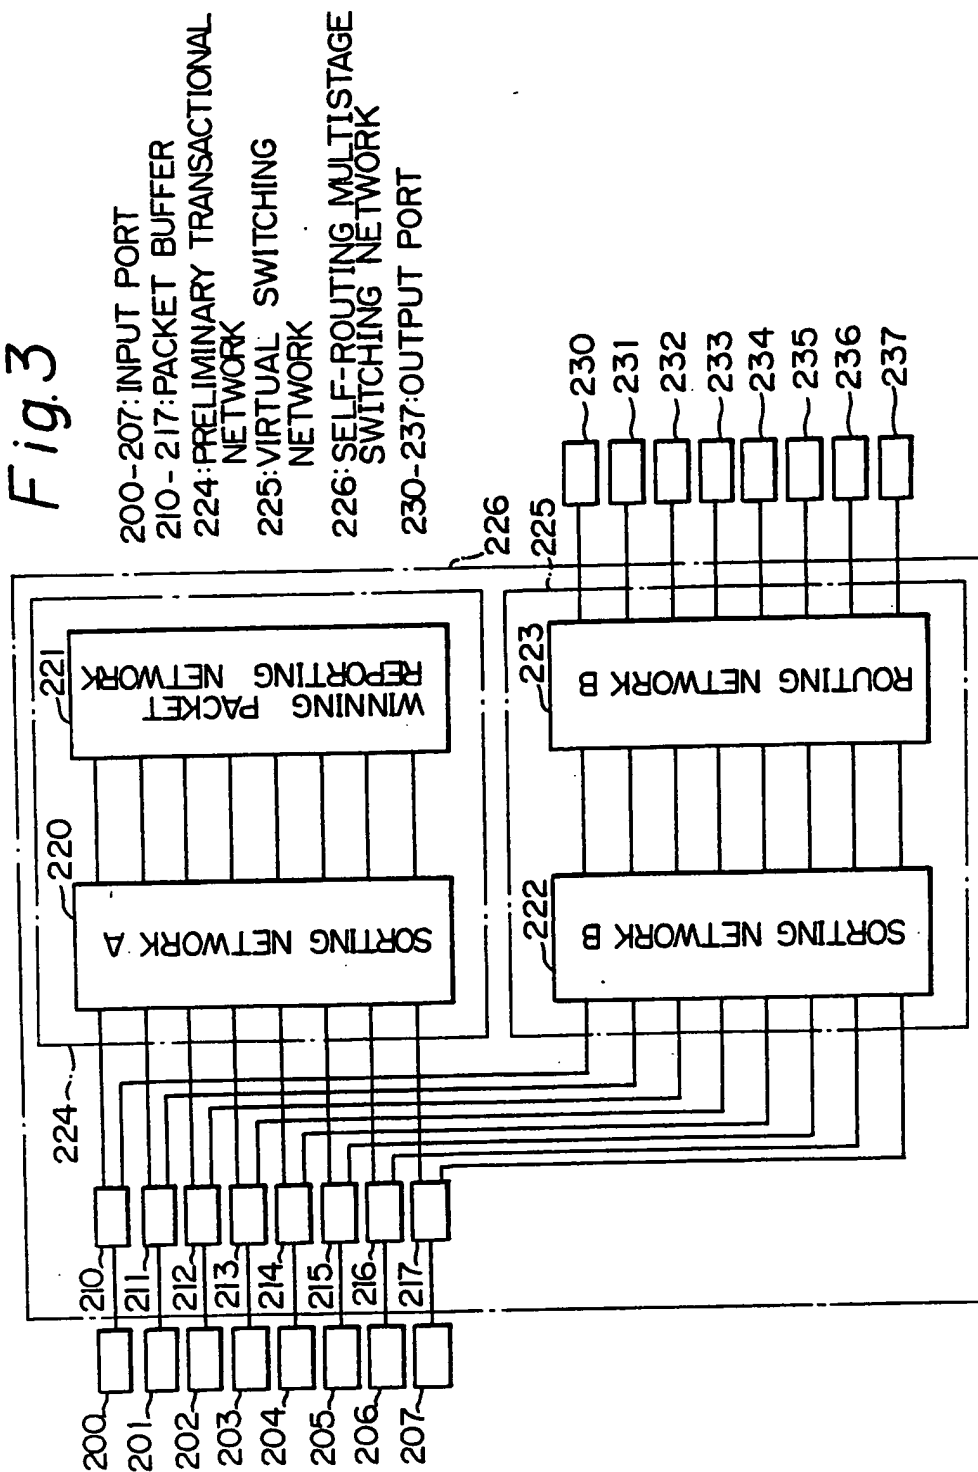 Fig.3
200-207:INPUT PORT
210-217:PACKET BUFFER
224:PRELIMINARY TRANSACTIONAL
NETWORK
225:VIRTUAL SWITCHING
NETWORK
226:SELF-ROUTING MULTISTAGE
SWITCHING NETWORK
230-237:OUTPUT PORT
226
225
224
220
221
SORTING NETWORK A
WINNING PACKET
REPORTING NETWORK
222
223
SORTING NETWORK B
ROUTING NETWORK B
200
201
202
203
204
205
206
207
210
211
212
213
214
215
216
217
230
231
232
233
234
235
236
237